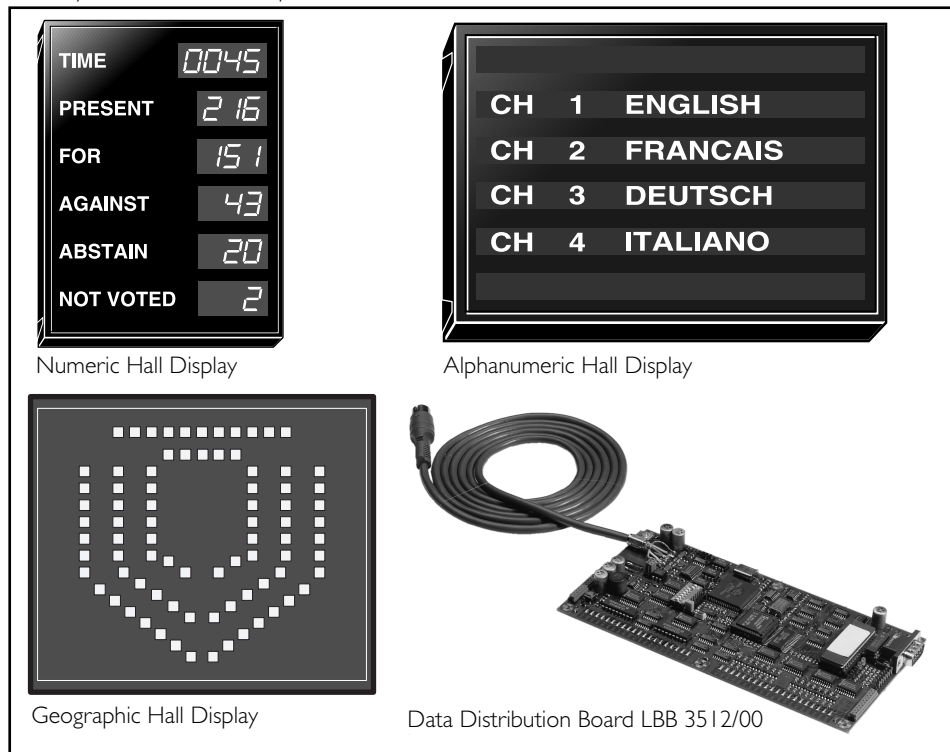 TIME 0045
PRESENT 216
FOR 151
AGAINST 43
ABSTAIN 20
NOT VOTED 2
Numeric Hall Display
CH 1 ENGLISH
CH 2 FRANCAIS
CH 3 DEUTSCH
CH 4 ITALIANO
Alphanumeric Hall Display
Geographic Hall Display
Data Distribution Board LBB 3512/00